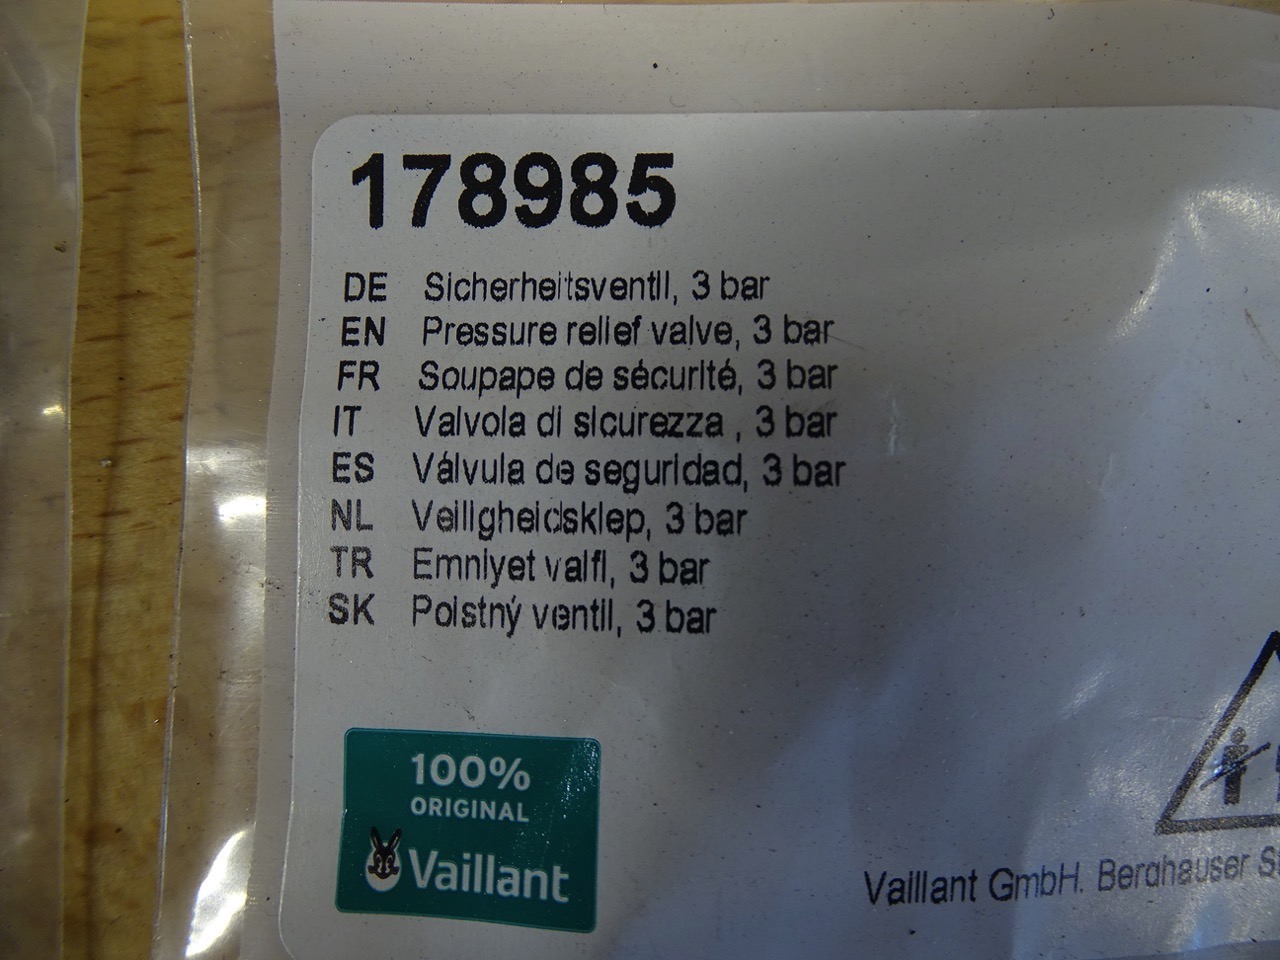 178985
DE Sicherheitsventil, 3 bar
EN Pressure relief valve, 3 bar
FR Soupape de sécurité, 3 bar
IT Valvola di sicurezza , 3 bar
ES Válvula de seguridad, 3 bar
NL Veiligheidsklep, 3 bar
TR Emniyet valfi, 3 bar
SK Poistný ventil, 3 bar
100%
ORIGINAL
Vaillant
Vaillant GmbH. Berghauser